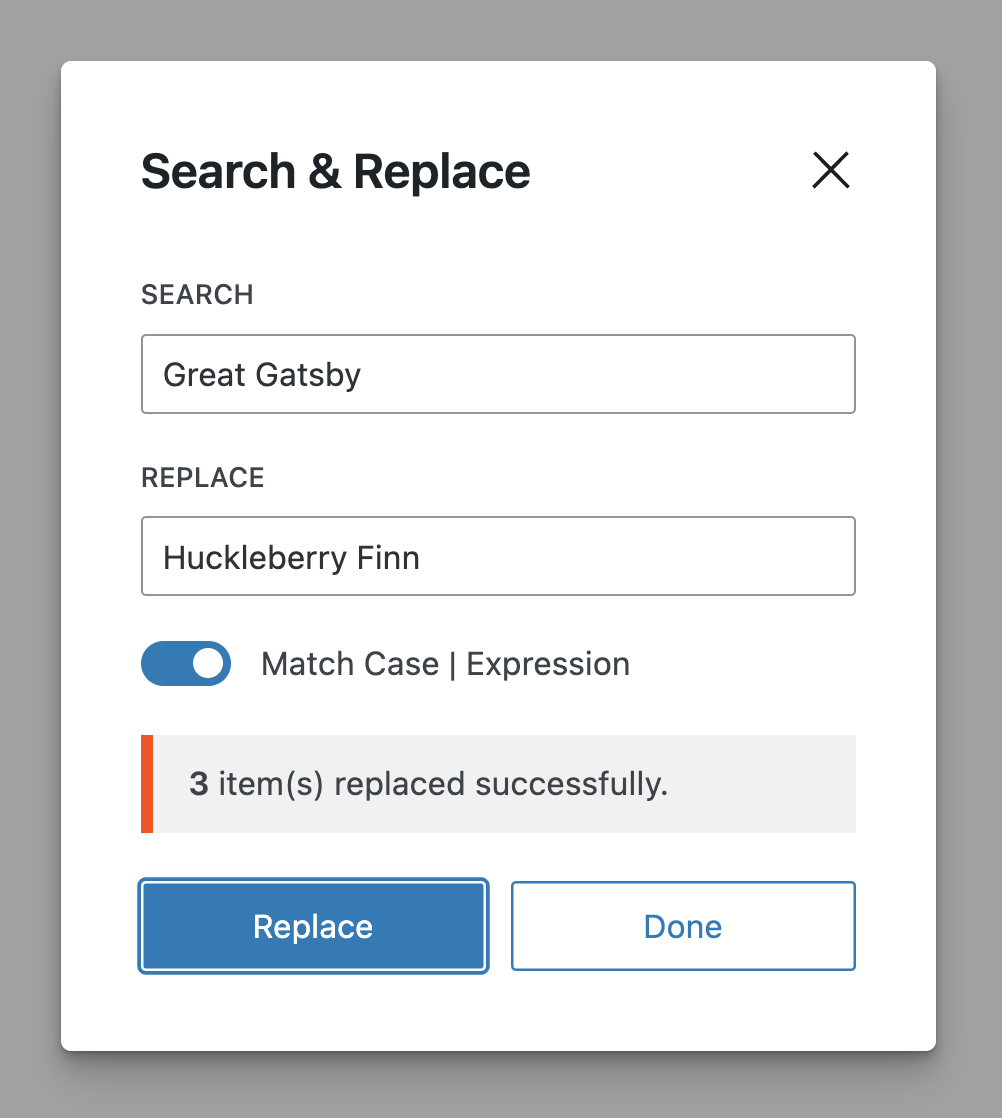 Search & Replace
SEARCH
Great Gatsby
REPLACE
Huckleberry Finn
Match Case | Expression
3 item(s) replaced successfully.
Replace
Done